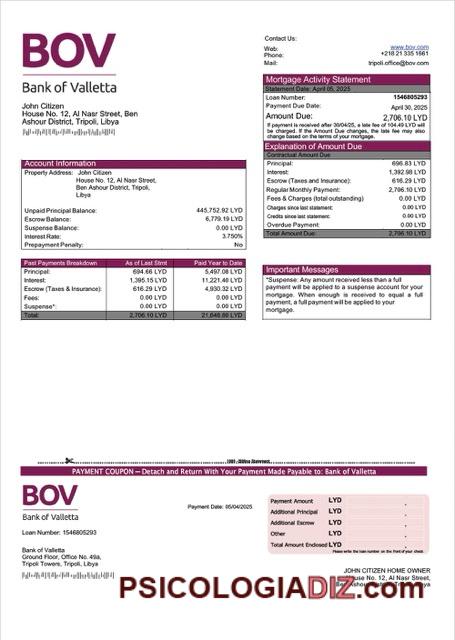 BOV
Bank of Valletta
Contact Us:
Web: www.bov.com
Phone: +218 21 335 1661
Mail: tripoli.office@bov.com
John Citizen
House No. 12, Al Nasr Street, Ben
Ashour District, Tripoli, Libya
Mortgage Activity Statement
Statement Date: April 05, 2025
Loan Number: 1546805293
Payment Due Date: April 30, 2025
Amount Due: 2,706.10 LYD
If payment is received after 30/04/25, a late fee of 104.49 LYD will
be charged. If the Amount Due changes, the late fee may also
change based on the terms of your mortgage.
Explanation of Amount Due
Contractual Amount Due
Principal: 696.83 LYD
Interest: 1,392.98 LYD
Escrow (Taxes and Insurance): 616.29 LYD
Regular Monthly Payment: 2,706.10 LYD
Fees & Charges (total outstanding) 0.00 LYD
Charges since last statement: 0.00 LYD
Credits since last statement: 0.00 LYD
Overdue Payment: 0.00 LYD
Total Amount Due: 2,706.10 LYD
Account Information
Property Address: John Citizen
House No. 12, Al Nasr Street,
Ben Ashour District, Tripoli,
Libya
Unpaid Principal Balance: 445,752.92 LYD
Escrow Balance: 6,779.19 LYD
Suspense Balance: 0.00 LYD
Interest Rate: 3.750%
Prepayment Penalty: No
Past Payments Breakdown As of Last Stmt Paid Year to Date
Principal: 694.66 LYD 5,497.08 LYD
Interest: 1,395.15 LYD 11,221.40 LYD
Escrow (Taxes & Insurance): 616.29 LYD 4,930.32 LYD
Fees: 0.00 LYD 0.00 LYD
Suspense*: 0.00 LYD 0.00 LYD
Total: 2,706.10 LYD 21,648.80 LYD
Important Messages
*Suspense: Any amount received less than a full
payment will be applied to a suspense account for your
mortgage. When enough is received to equal a full
payment, a full payment will be applied to your
mortgage.
PAYMENT COUPON – Detach and Return With Your Payment Made Payable to: Bank of Valletta
BOV
Bank of Valletta
Loan Number: 1546805293
Bank of Valletta
Ground Floor, Office No. 49a,
Tripoli Towers, Tripoli, Libya
Payment Date: 05/04/2025
Payment Amount LYD
Additional Principal LYD
Additional Escrow LYD
Other LYD
Total Amount Enclosed LYD
Please write the loan number on the front of your check.
JOHN CITIZEN HOME OWNER
House No. 12, Al Nasr Street,
Ben Ashour District, Tripoli, Libya
PSICOLOGIADIZ.com